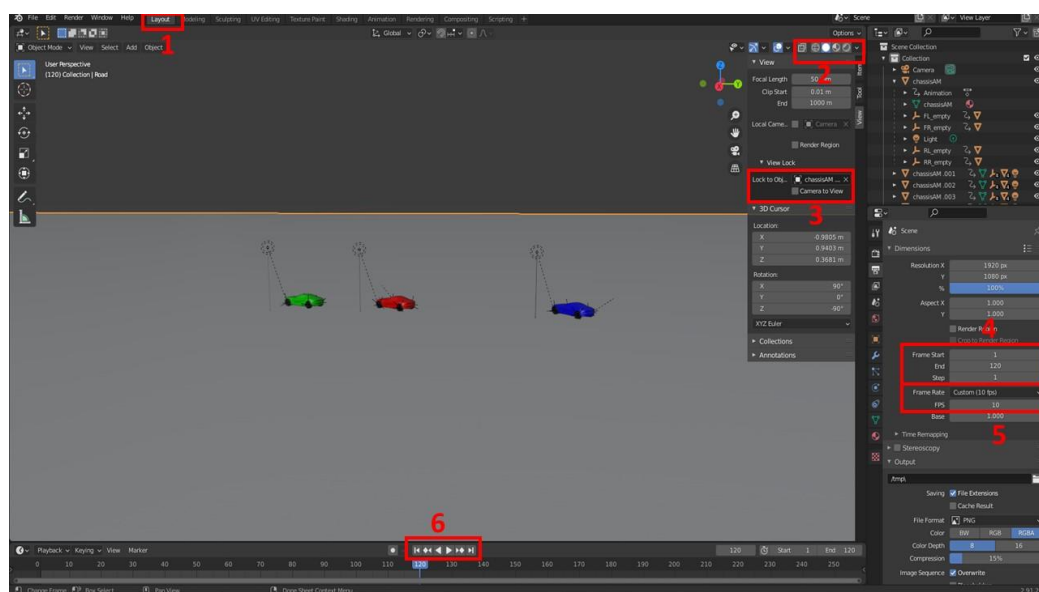 File Edit Render Window Help Layout Modeling Sculpting UV Editing Texture Paint Shading Animation Rendering Compositing Scripting + Scene View Layer
1
Global Options
Object Mode View Select Add Object
2
User Perspective
(120) Collection | Road
View
Focal Length
Clip Start 0.01 m
End 1000 m
Local Came.. Camera
Render Region
View Lock
Lock to Obj.. chassisAM ...
Camera to View
3
3D Cursor
Location:
X 0.9805 m
Y 0.9403 m
Z 0.3681 m
Rotation:
X 90°
Y 0°
Z -90°
XYZ Euler
Collections
Annotations
Item
Tool
View
Scene Collection
Collection
Camera
chassisAM
Animation
chassisAM
FL_empty
FR_empty
Light
RL_empty
RR_empty
chassisAM.001
chassisAM.002
chassisAM.003
Scene
Dimensions
Resolution X 1920 px
Y 1080 px
% 100%
Aspect X 1.000
Y 1.000
Render Region
4
Crop to Render Region
Frame Start 1
End 120
Step 1
Frame Rate Custom (10 fps)
FPS 10
Base 1.000
5
Time Remapping
Stereoscopy
Output
/tmp\
Saving File Extensions
Cache Result
File Format PNG
Color BW RGB RGBA
Color Depth 8 16
Compression 15%
Image Sequence Overwrite
6
Playback Keying View Marker 120 Start 1 End 120
0 10 20 30 40 50 60 70 80 90 100 110 120 130 140 150 160 170 180 190 200 210 220 230 240 250
Change Frame Box Select Pan View Dope Sheet Context Menu